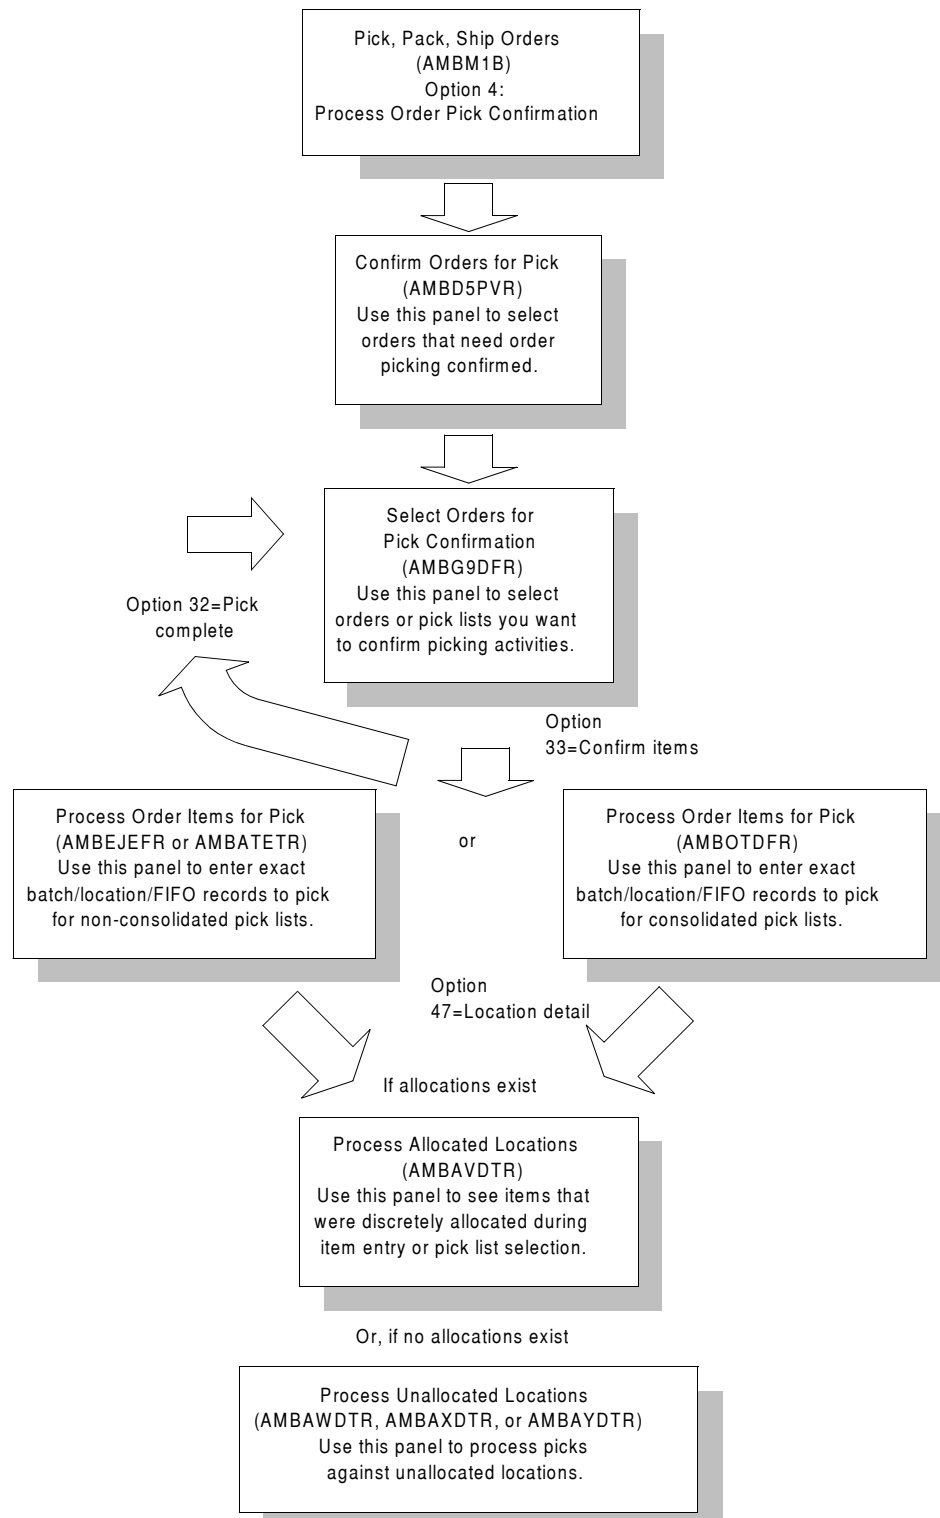 Pick, Pack, Ship Orders
(AMBM1B)
Option 4:
Process Order Pick Confirmation
Confirm Orders for Pick
(AMBD5PVR)
Use this panel to select
orders that need order
picking confirmed.
Select Orders for
Pick Confirmation
(AMBG9DFR)
Use this panel to select
orders or pick lists you want
to confirm picking activities.
Option 32=Pick
complete
Option
33=Confirm items
Process Order Items for Pick
(AMBEJEFR or AMBATETR)
Use this panel to enter exact
batch/location/FIFO records to pick
for non-consolidated pick lists.
or
Process Order Items for Pick
(AMBOTDFR)
Use this panel to enter exact
batch/location/FIFO records to pick
for consolidated pick lists.
Option
47=Location detail
If allocations exist
Process Allocated Locations
(AMBAVDTR)
Use this panel to see items that
were discretely allocated during
item entry or pick list selection.
Or, if no allocations exist
Process Unallocated Locations
(AMBAWDTR, AMBAXDTR, or AMBAYDTR)
Use this panel to process picks
against unallocated locations.